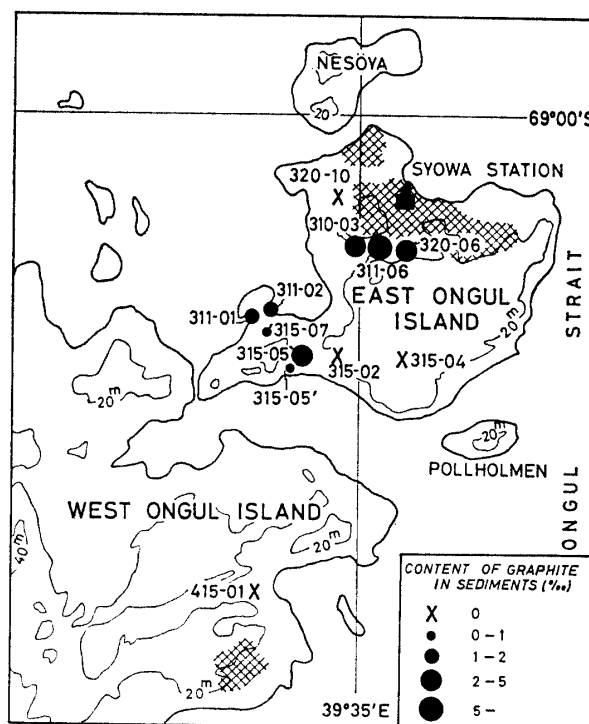 NESÖYA
20
69°00'S
320-10
SYOWA STATION
310-03
320-06
311-06
311-02
EAST ONGUL
ISLAND
311-01
315-07
20m
STRAIT
315-05
315-02
315-04
315-05'
20m
20m
POLLHOLMEN
WEST ONGUL ISLAND
ONGUL
40m
20m
415-01
20m
39°35'E
CONTENT OF GRAPHITE
IN SEDIMENTS (‰)
X 0
0-1
1-2
2-5
5-